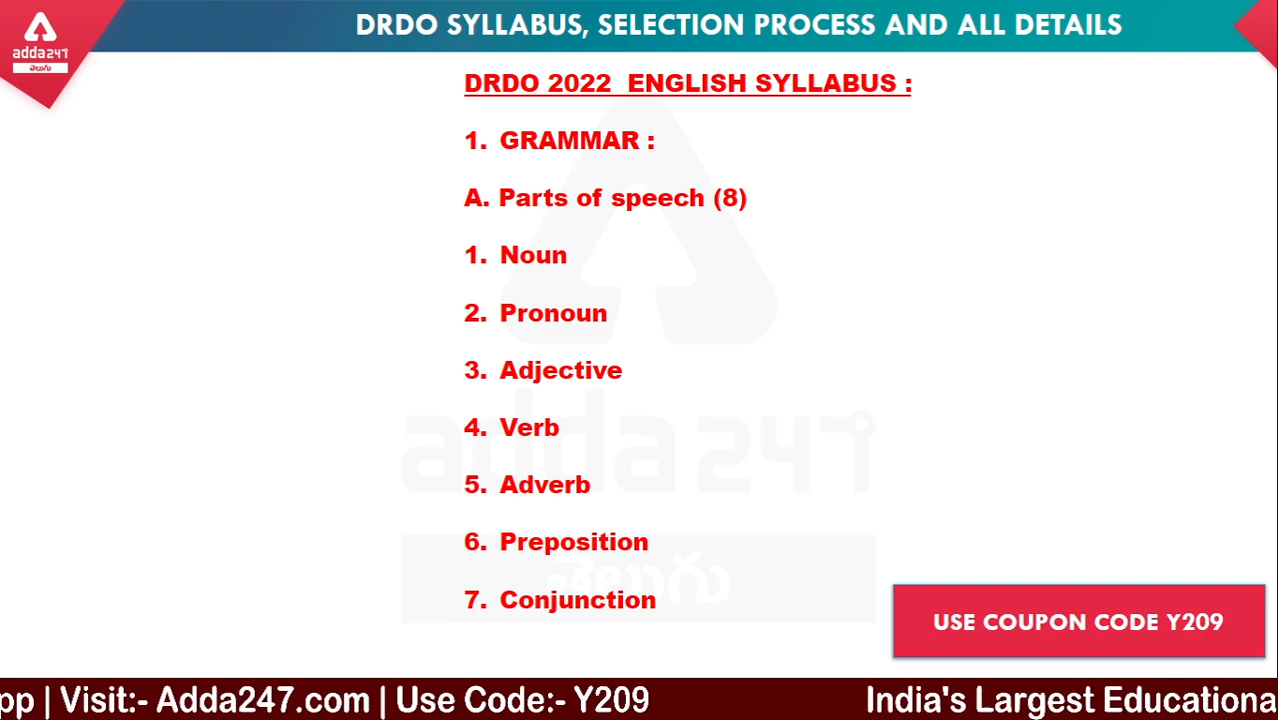 DRDO SYLLABUS, SELECTION PROCESS AND ALL DETAILS
adda247
తెలుగు
DRDO 2022 ENGLISH SYLLABUS :
1. GRAMMAR :
A. Parts of speech (8)
1. Noun
2. Pronoun
3. Adjective
4. Verb
5. Adverb
6. Preposition
7. Conjunction
adda247
తెలుగు
USE COUPON CODE Y209
pp | Visit:- Adda247.com | Use Code:- Y209 India's Largest Educationa